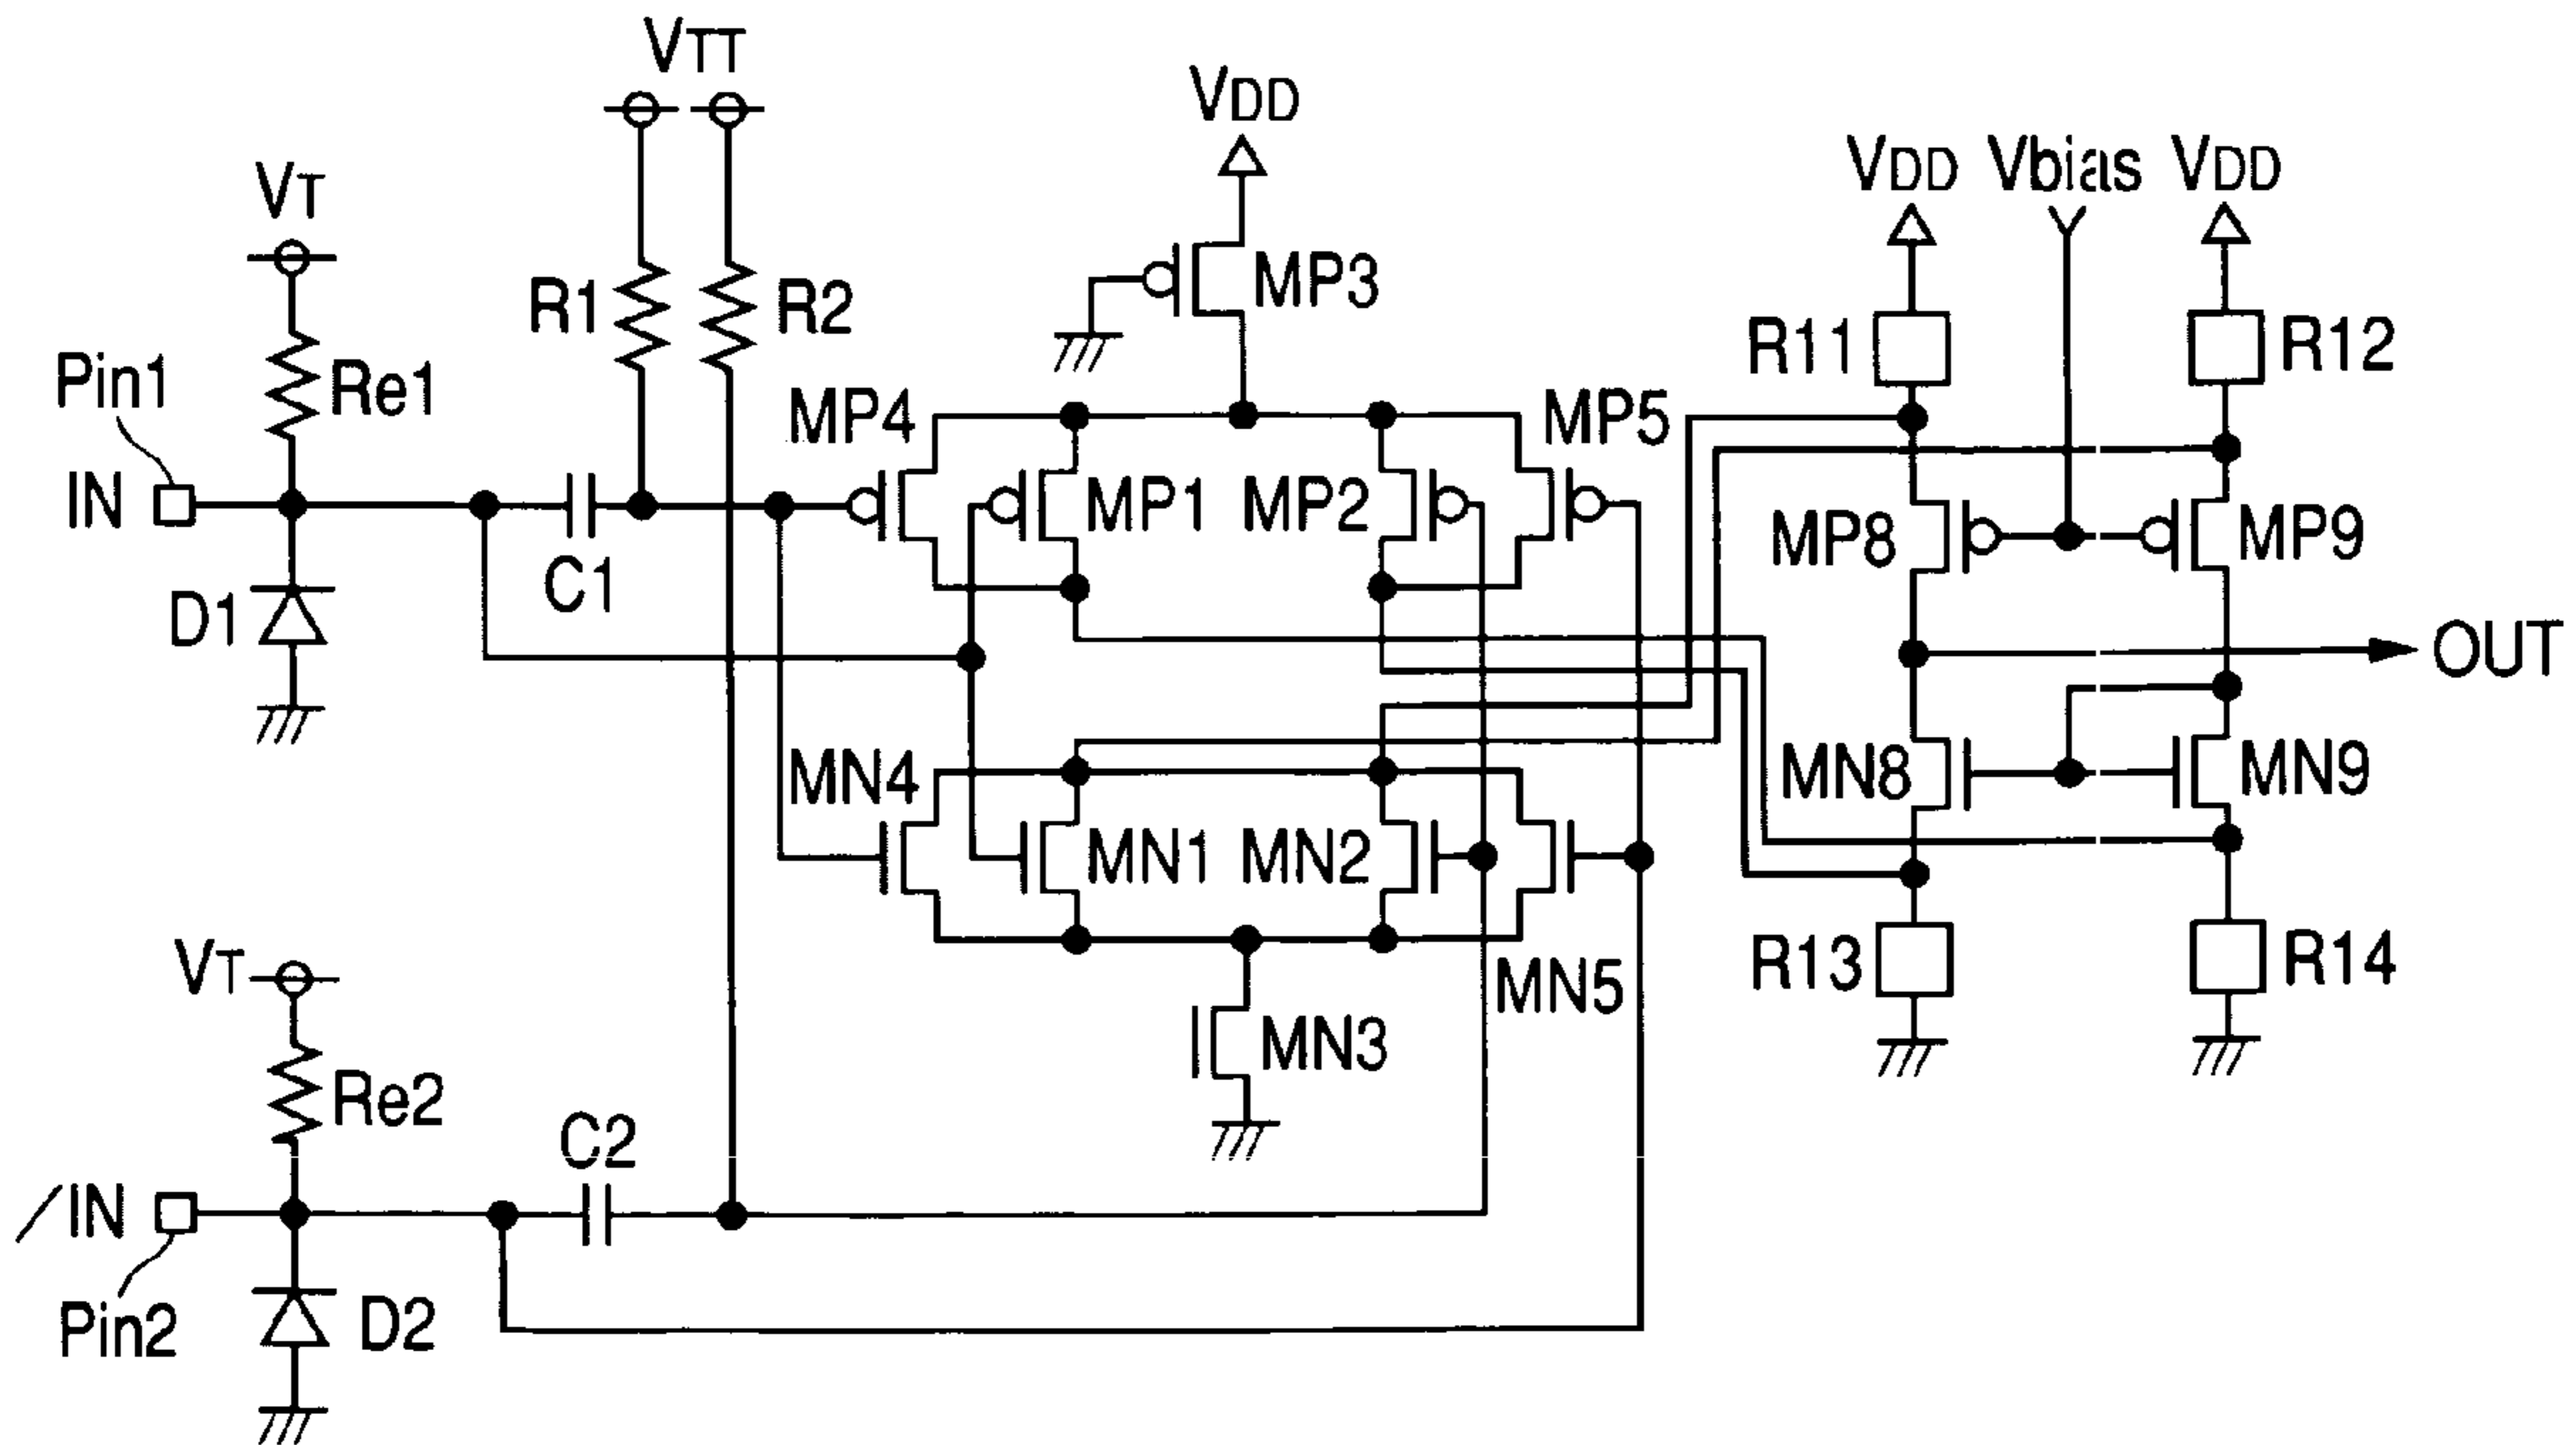 VTT
VDD
VDD Vbias VDD
VT
R1 R2
MP3
Pin1
Re1
R11 R12
MP4 MP5
IN
MP1 MP2
MP8 MP9
C1
D1
OUT
MN4
MN8 MN9
MN1 MN2
VT
R13 R14
MN5
MN3
Re2
C2
/IN
Pin2
D2